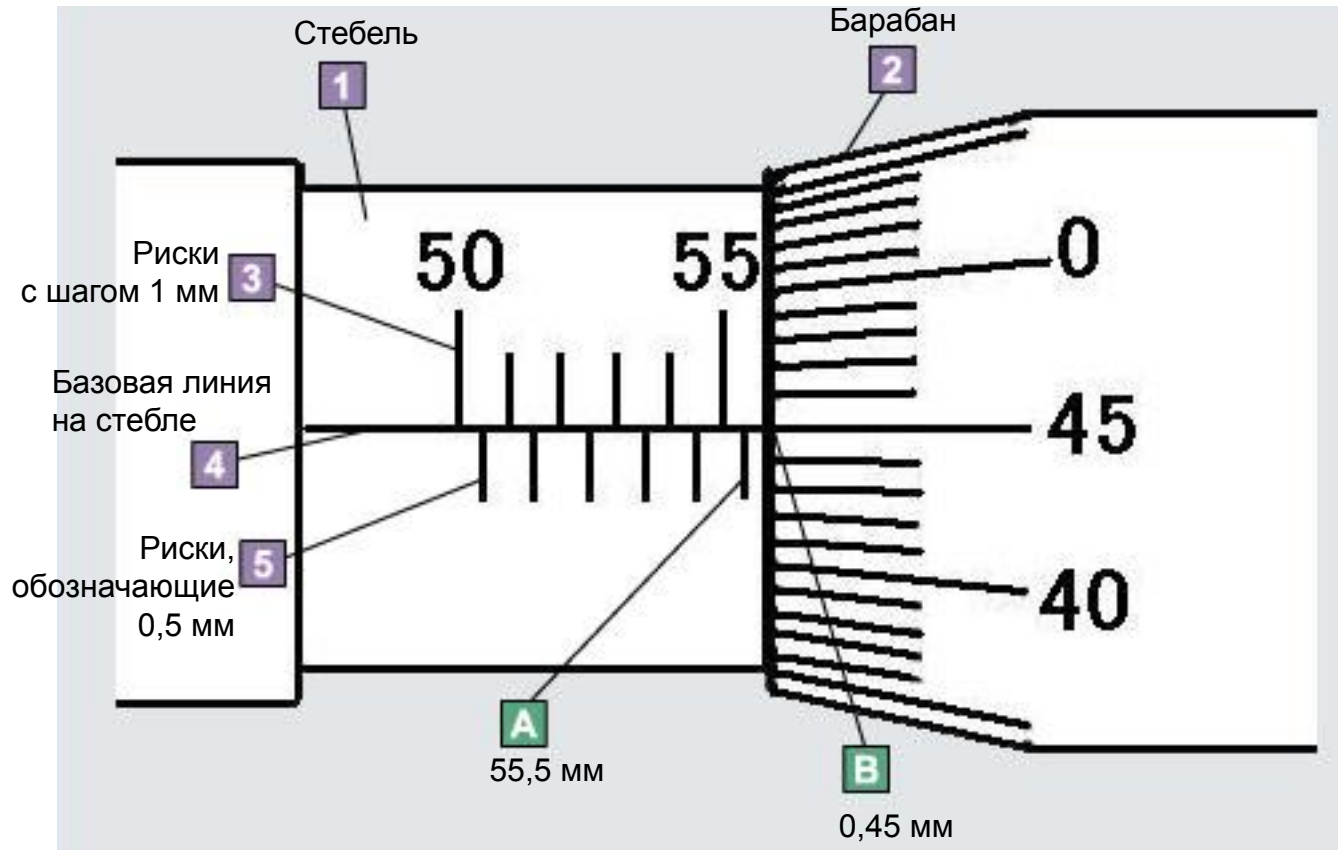 Стебель
Барабан
1
2
50 55
0
Риски
с шагом 1 мм
3
Базовая линия
на стебле
45
4
Риски,
обозначающие
0,5 мм
5
40
A
55,5 мм
B
0,45 мм